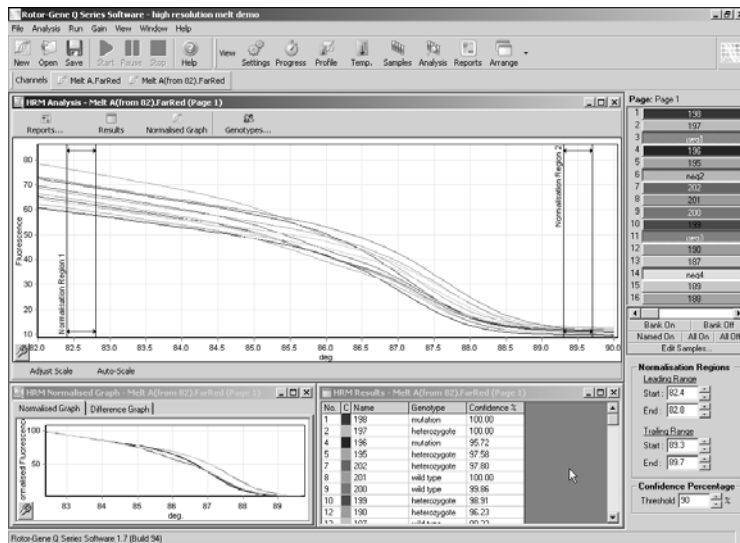 Rotor-Gene Q Series Software - high resolution melt demo
File Analysis Run Gain View Window Help
New Open Save Start Pause Stop Help View Settings Progress Profile Temp. Samples Analysis Reports Arrange
Channels Melt A.FarRed Melt A(from 82).FarRed
HRM Analysis - Melt A(from 82).FarRed (Page 1)
Reports... Results Normalised Graph Genotypes...
80
70
60
50
40
30
20
10
Fluorescence
Normalisation Region 1
Normalisation Region 2
82.0 82.5 83.0 83.5 84.0 84.5 85.0 85.5 86.0 86.5 87.0 87.5 88.0 88.5 89.0 89.5 90.0
deg.
Adjust Scale Auto-Scale
Page: Page 1
1 198
2 197
3 neg1
4 196
5 195
6 neg2
7 202
8 201
9 200
10 199
11 neg3
12 190
13 187
14 neg4
15 189
16 188
Bank On Bank Off
Named On All On All Off
Edit Samples...
Normalisation Regions
Leading Range
Start : 82.4
End : 82.8
Trailing Range
Start : 89.3
End : 89.7
Confidence Percentage
Threshold 90 %
HRM Normalised Graph - Melt A(from 82).FarRed (Page 1)
Normalised Graph Difference Graph
100
50
ormalised Fluorescence
83 84 85 86 87 88 89
deg.
HRM Results - Melt A(from 82).FarRed (Page 1)
No. C Name Genotype Confidence %
1 198 mutation 100.00
2 197 heterozygote 100.00
4 196 mutation 95.72
5 195 heterozygote 97.58
7 202 heterozygote 97.80
8 201 wild type 100.00
9 200 wild type 99.86
10 199 heterozygote 98.91
12 190 heterozygote 96.23
Rotor-Gene Q Series Software 1.7 (Build 94)